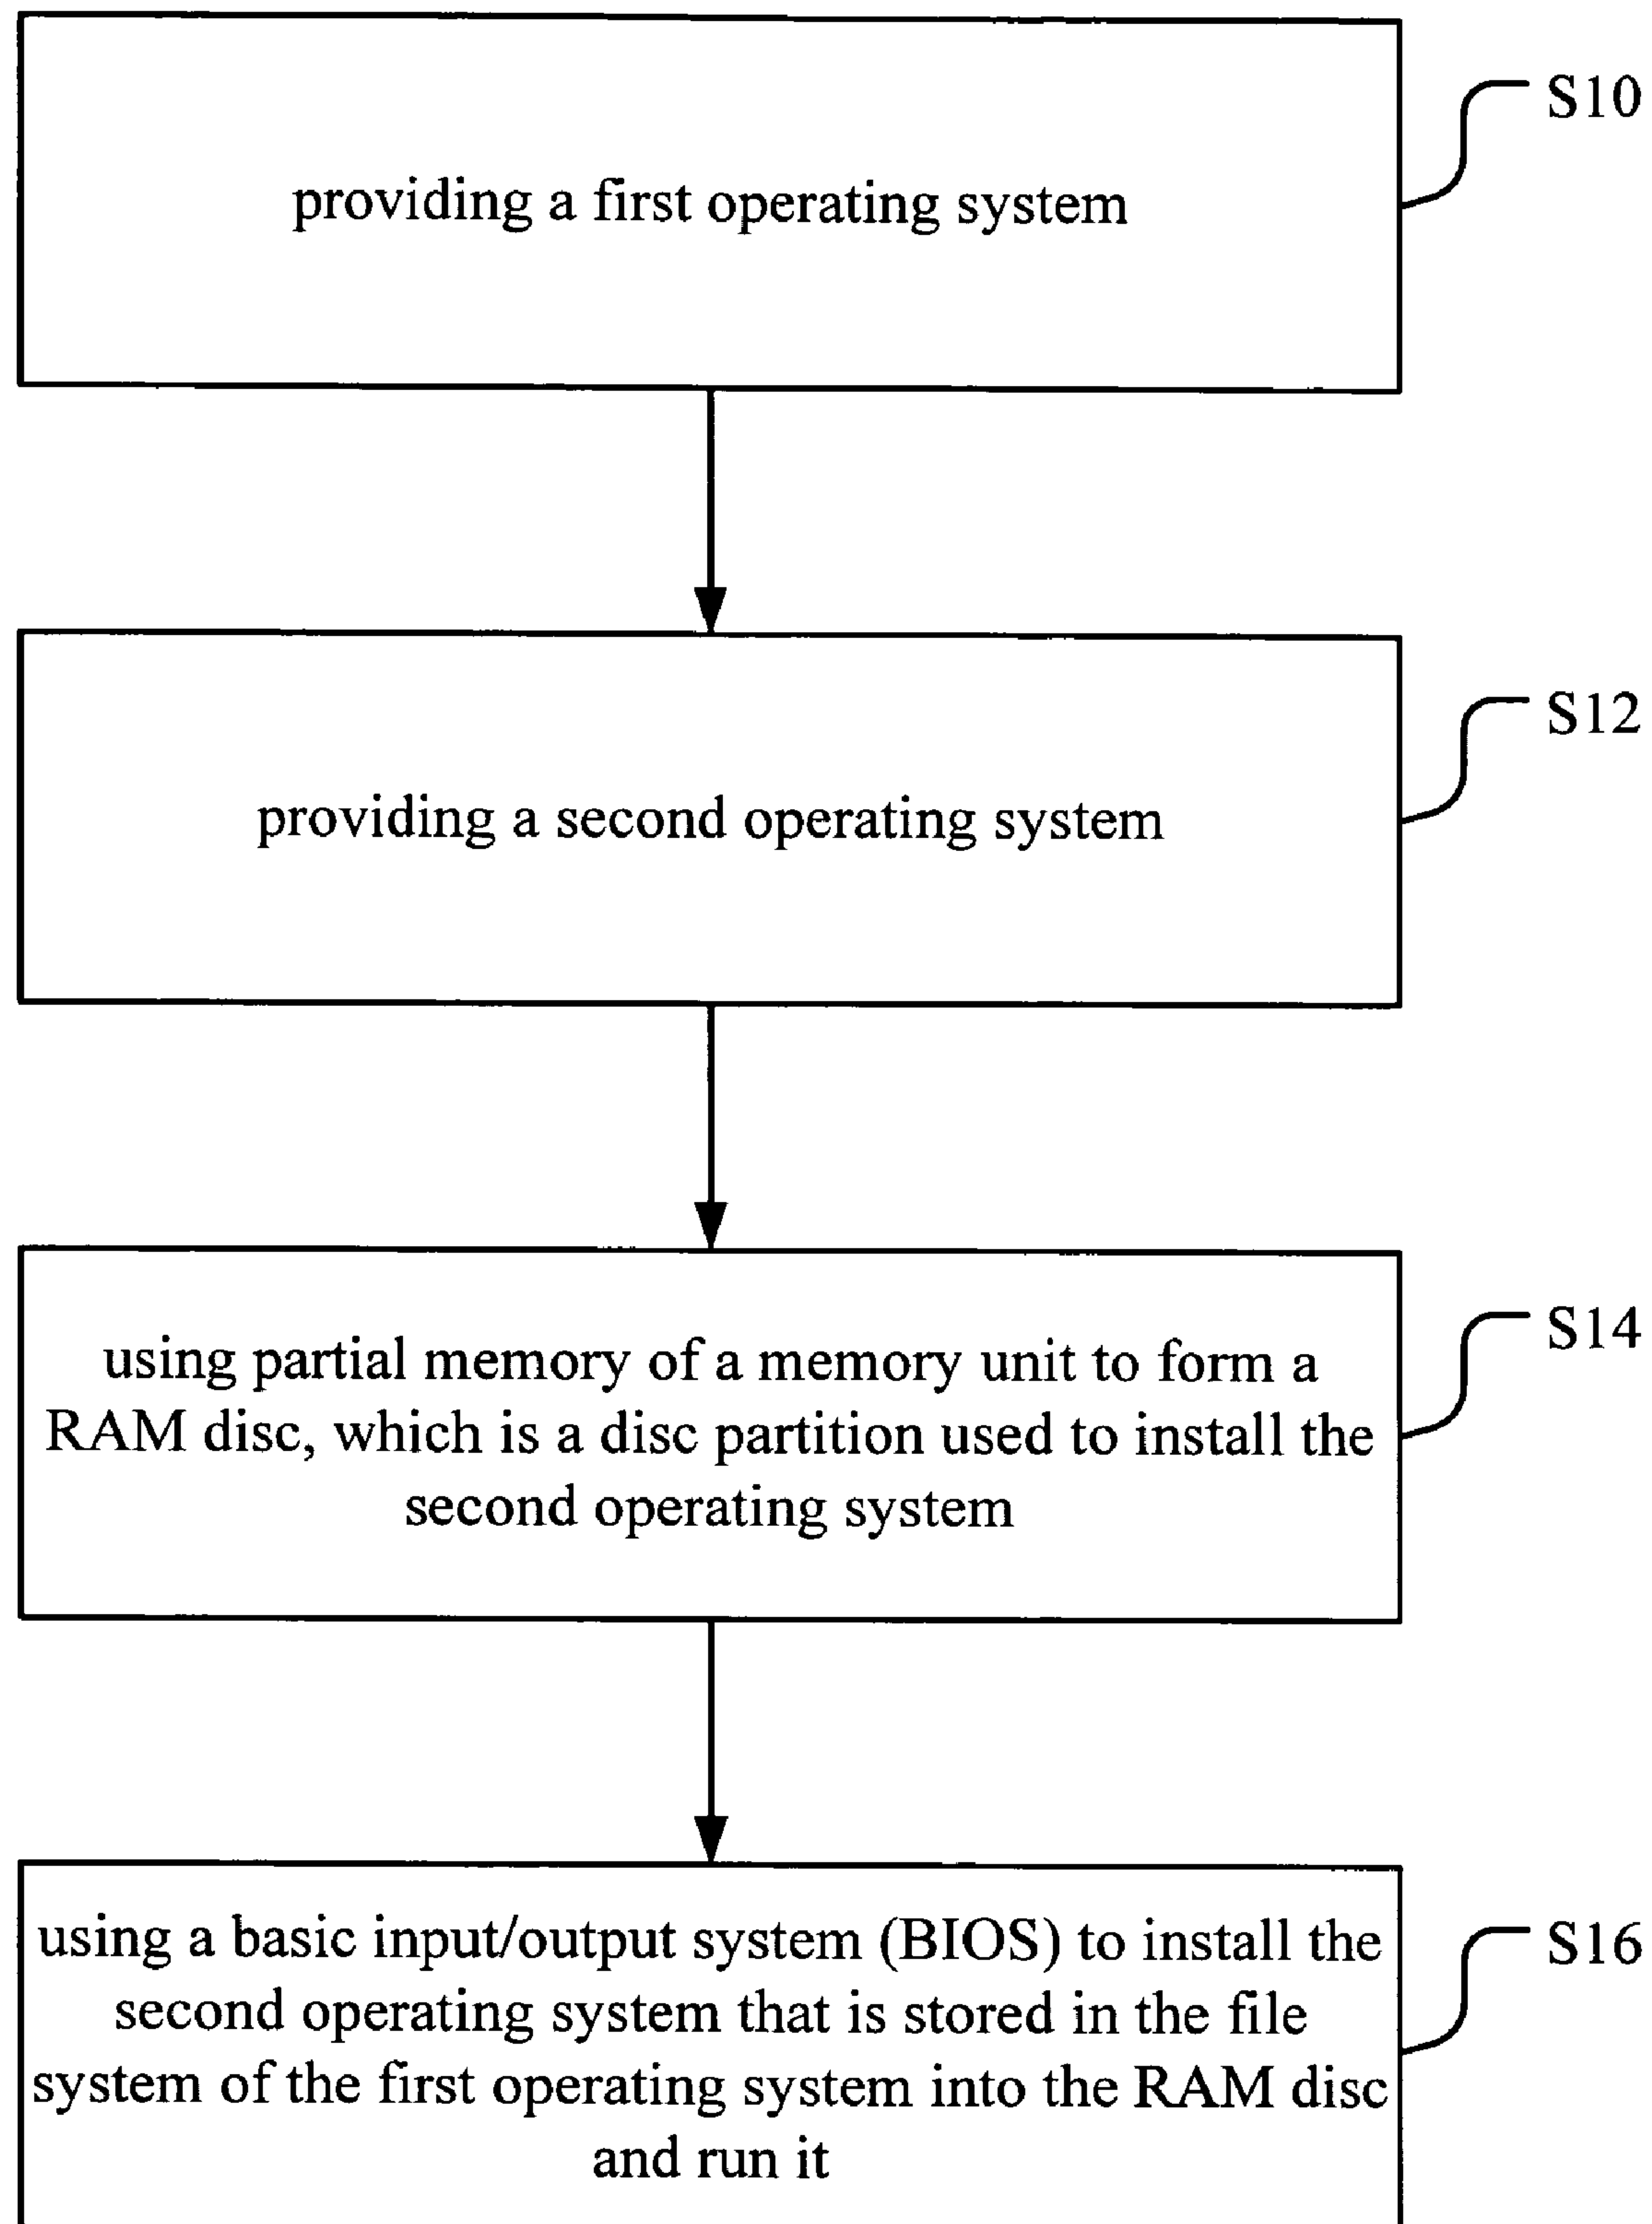 S10
providing a first operating system
S12
providing a second operating system
S14
using partial memory of a memory unit to form a
RAM disc, which is a disc partition used to install the
second operating system
S16
using a basic input/output system (BIOS) to install the
second operating system that is stored in the file
system of the first operating system into the RAM disc
and run it